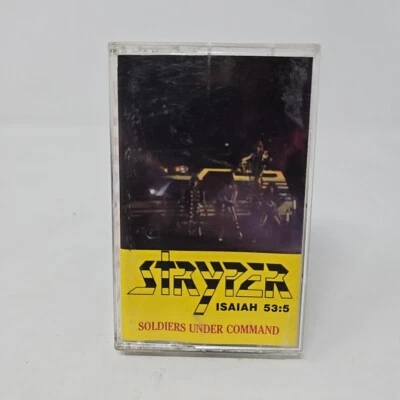 STRYPER
ISAIAH 53:5
SOLDIERS UNDER COMMAND